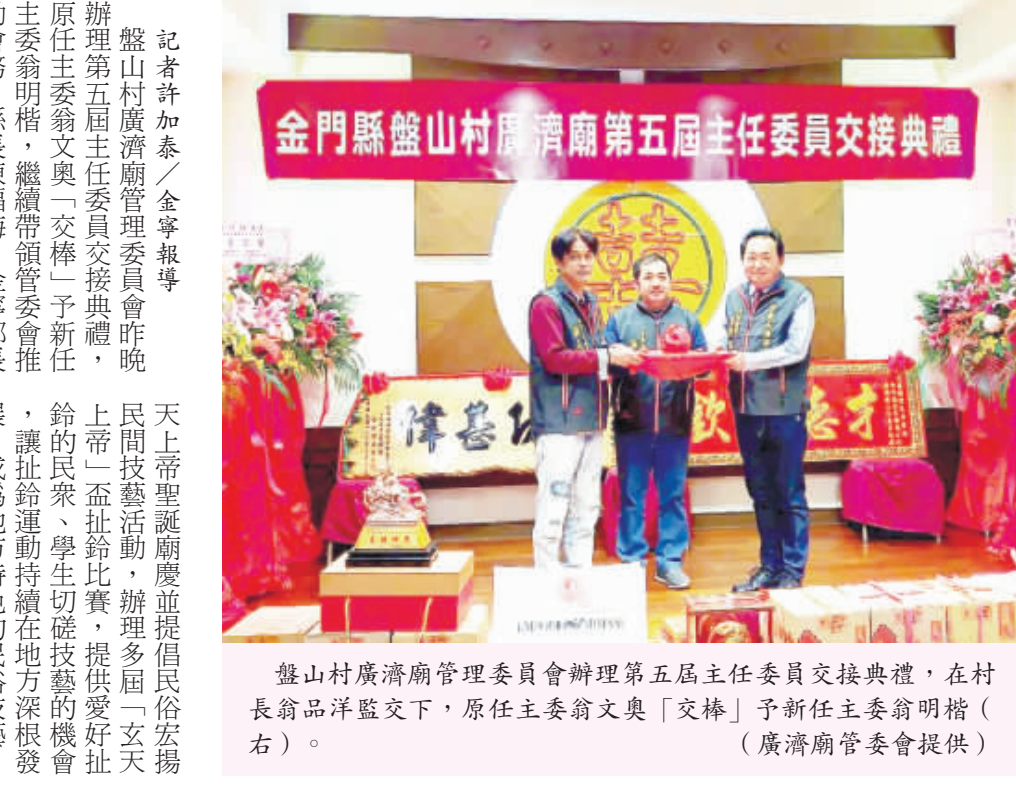 記者許加泰／金寧報導
盤山村廣濟廟管理委員會昨晚
辦理第五屆主任委員交接典禮，
原任主委翁文奧「交棒」予新任
主委翁明楷，繼續帶領管委會推
天上帝聖誕廟慶並提倡民俗宏揚
民間技藝活動，辦理多屆「玄天
上帝」盃扯鈴比賽，提供愛好扯
鈴的民眾、學生切磋技藝的機會
，讓扯鈴運動持續在地方深根發
金門縣盤山村廣濟廟第五屆主任委員交接典禮
盤山村廣濟廟管理委員會辦理第五屆主任委員交接典禮，在村
長翁品洋監交下，原任主委翁文奧「交棒」予新任主委翁明楷（
右）。（廣濟廟管委會提供）